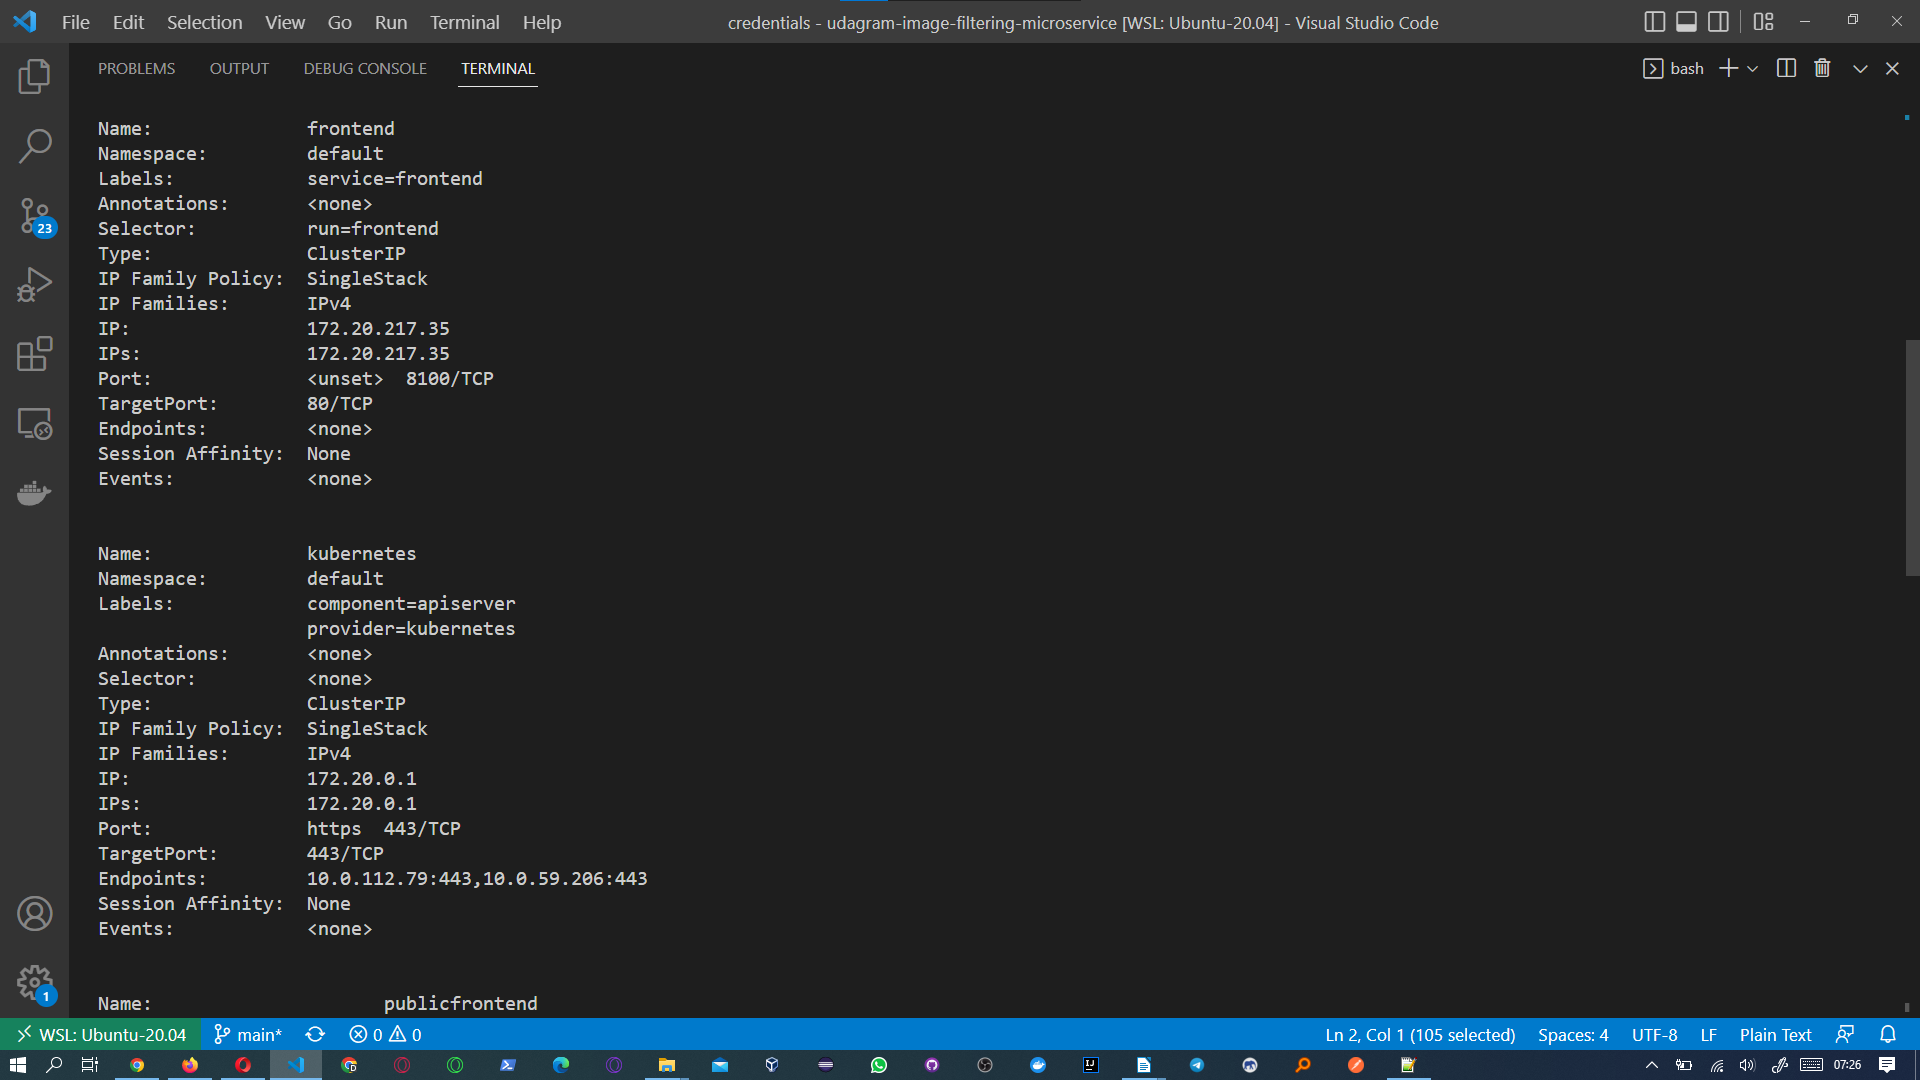 File Edit Selection View Go Run Terminal Help
credentials - udagram-image-filtering-microservice [WSL: Ubuntu-20.04] - Visual Studio Code
PROBLEMS OUTPUT DEBUG CONSOLE TERMINAL
bash
Name: frontend
Namespace: default
Labels: service=frontend
Annotations: <none>
Selector: run=frontend
Type: ClusterIP
IP Family Policy: SingleStack
IP Families: IPv4
IP: 172.20.217.35
IPs: 172.20.217.35
Port: <unset> 8100/TCP
TargetPort: 80/TCP
Endpoints: <none>
Session Affinity: None
Events: <none>
Name: kubernetes
Namespace: default
Labels: component=apiserver
provider=kubernetes
Annotations: <none>
Selector: <none>
Type: ClusterIP
IP Family Policy: SingleStack
IP Families: IPv4
IP: 172.20.0.1
IPs: 172.20.0.1
Port: https 443/TCP
TargetPort: 443/TCP
Endpoints: 10.0.112.79:443,10.0.59.206:443
Session Affinity: None
Events: <none>
Name: publicfrontend
23
1
WSL: Ubuntu-20.04 main* 0 0
Ln 2, Col 1 (105 selected) Spaces: 4 UTF-8 LF Plain Text
07:26